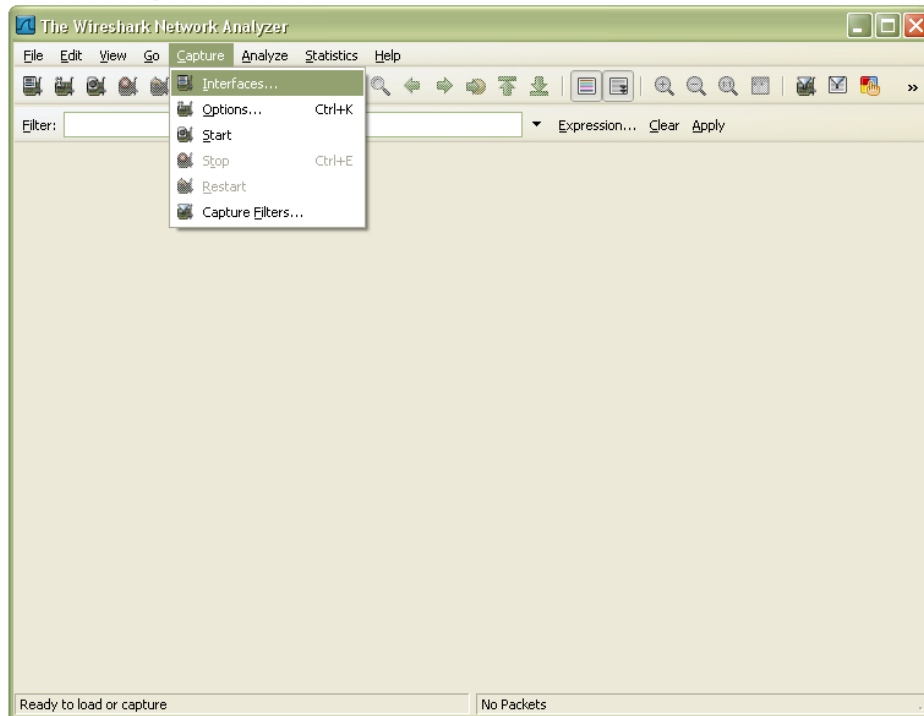 The Wireshark Network Analyzer
File Edit View Go Capture Analyze Statistics Help
Interfaces...
Options... Ctrl+K
Start
Stop Ctrl+E
Restart
Capture Filters...
Filter: Expression... Clear Apply
Ready to load or capture No Packets